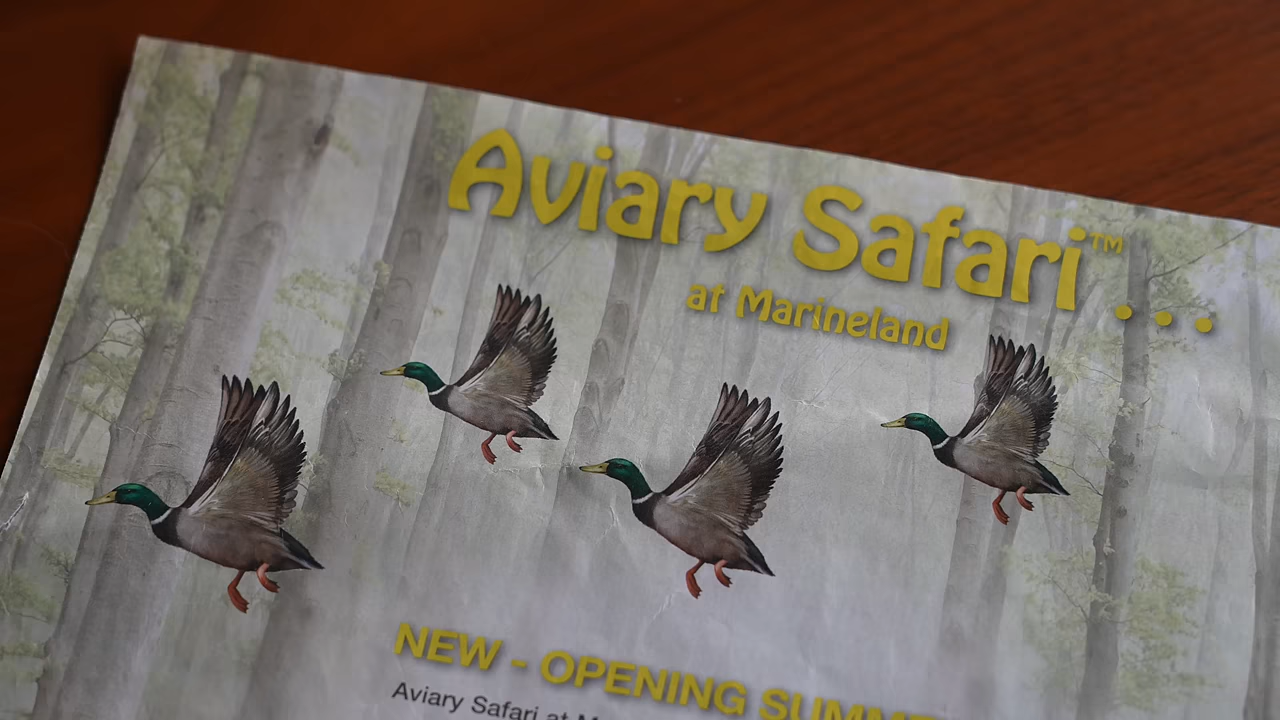 Aviary Safari™ ...
at Marineland
NEW - OPENING
Aviary Safari at